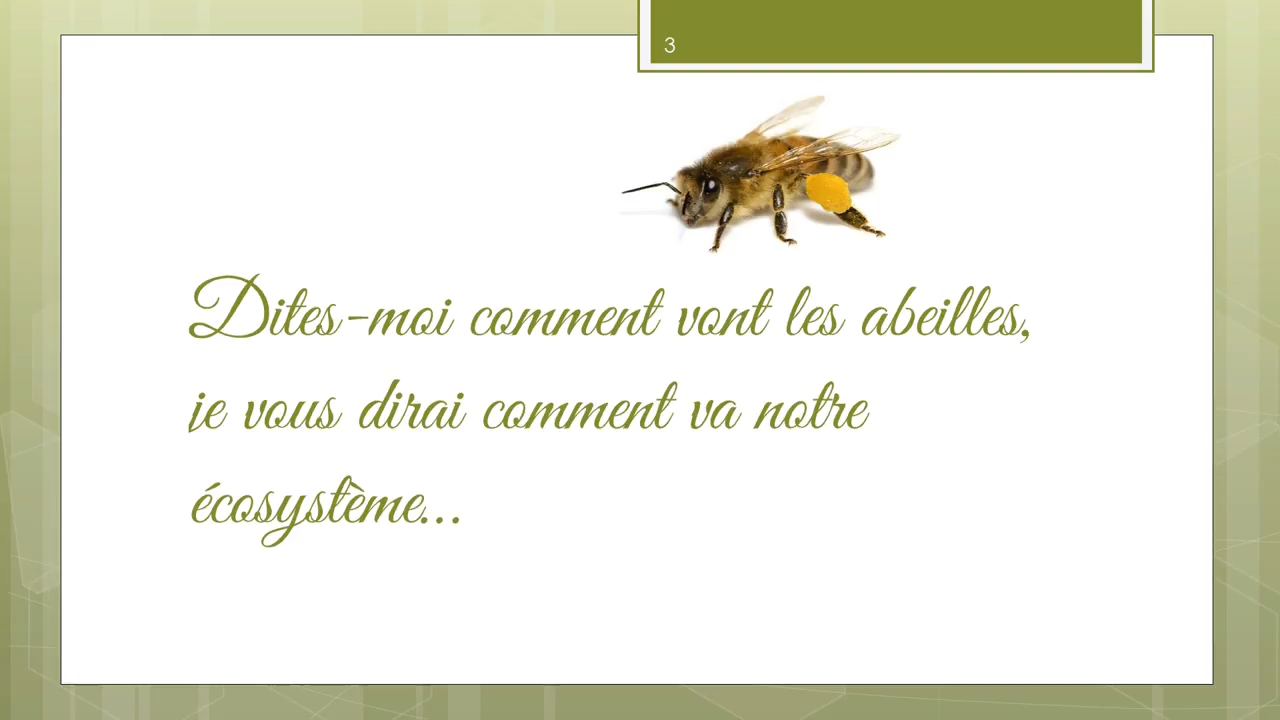 3
Dites-moi comment vont les abeilles,
je vous dirai comment va notre
écosystème...